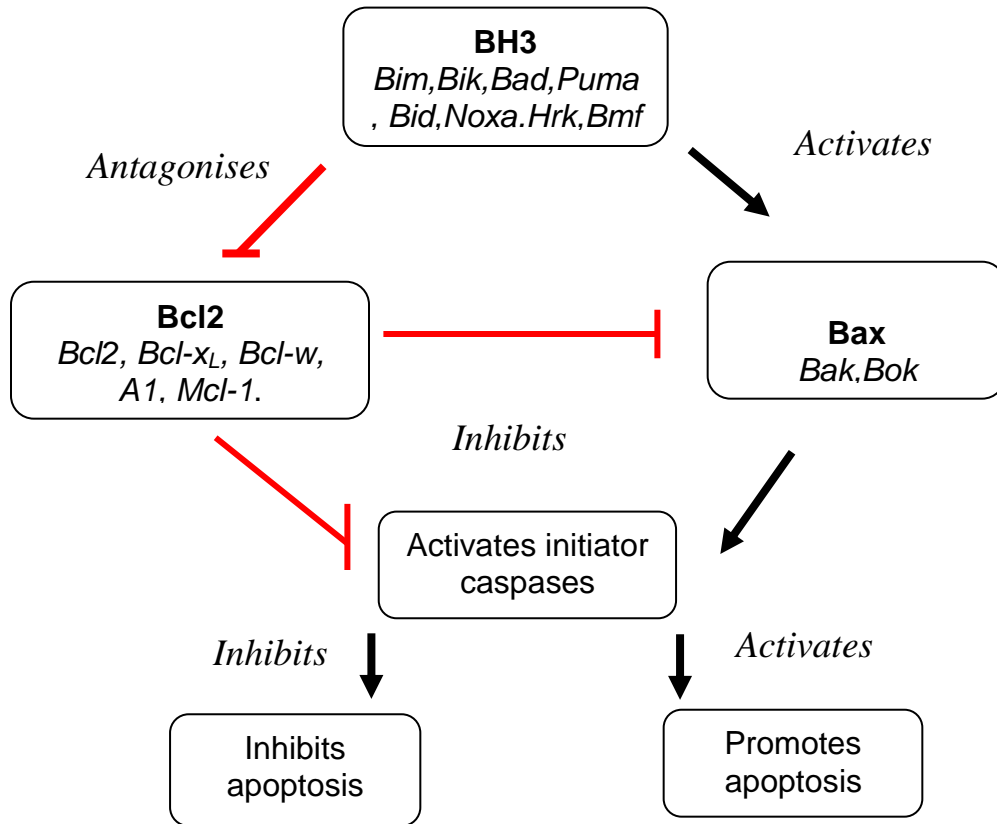 BH3
Bim,Bik,Bad,Puma
, Bid,Noxa.Hrk,Bmf
Antagonises
Activates
Bcl2
Bcl2, Bcl-xL, Bcl-w,
A1, Mcl-1.
Bax
Bak,Bok
Inhibits
Activates initiator
caspases
Inhibits
Activates
Inhibits
apoptosis
Promotes
apoptosis